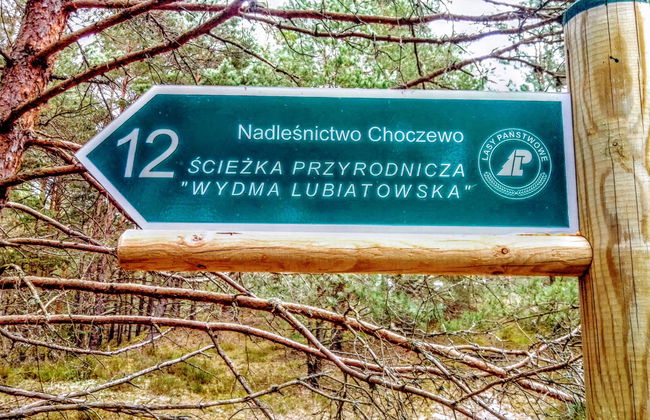 12
Nadleśnictwo Choczewo
ŚCIEŻKA PRZYRODNICZA
"WYDMA LUBIATOWSKA"
LASY PAŃSTWOWE